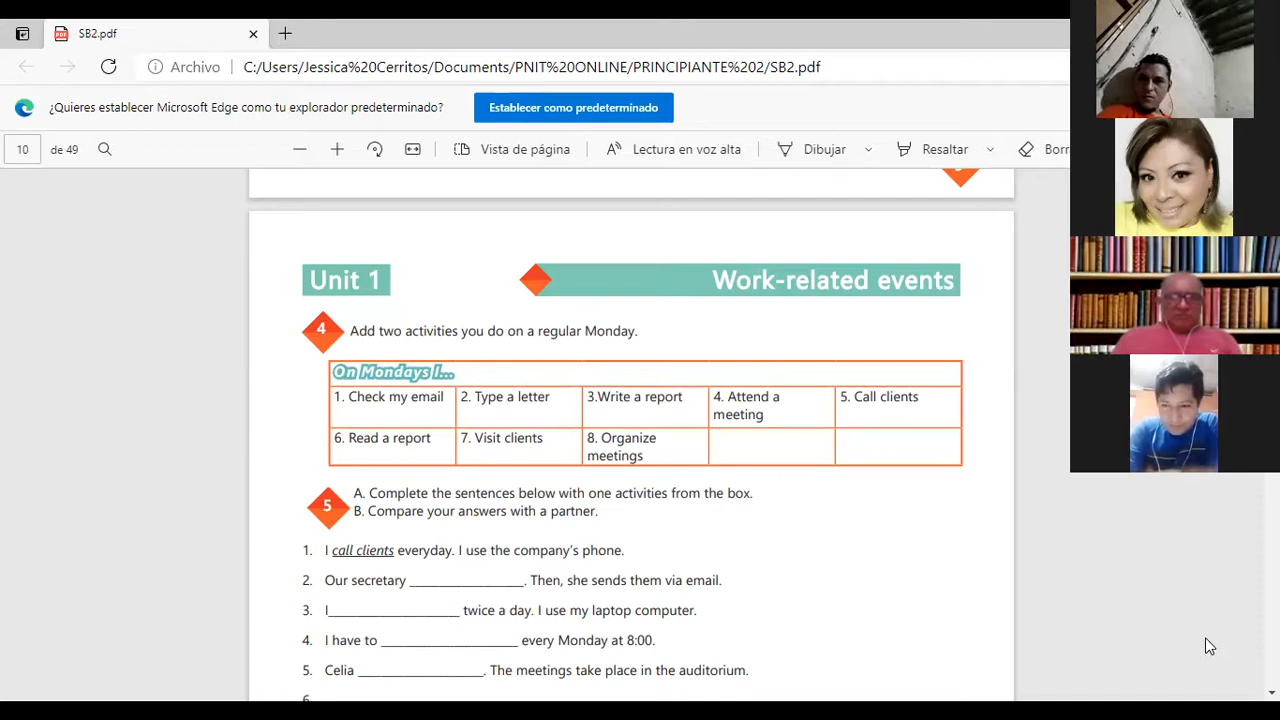 SB2.pdf
Archivo C:/Users/Jessica%20Cerritos/Documents/PNIT%20ONLINE/PRINCIPIANTE%202/SB2.pdf
¿Quieres establecer Microsoft Edge como tu explorador predeterminado? Establecer como predeterminado
10 de 49 Vista de página Lectura en voz alta Dibujar Resaltar Borr
Unit 1 Work-related events
4 Add two activities you do on a regular Monday.
On Mondays I...
1. Check my email 2. Type a letter 3.Write a report 4. Attend a meeting 5. Call clients
6. Read a report 7. Visit clients 8. Organize meetings
5 A. Complete the sentences below with one activities from the box.
B. Compare your answers with a partner.
1. I call clients everyday. I use the company's phone.
2. Our secretary __________________. Then, she sends them via email.
3. I_____________________ twice a day. I use my laptop computer.
4. I have to ______________________ every Monday at 8:00.
5. Celia ____________________. The meetings take place in the auditorium.